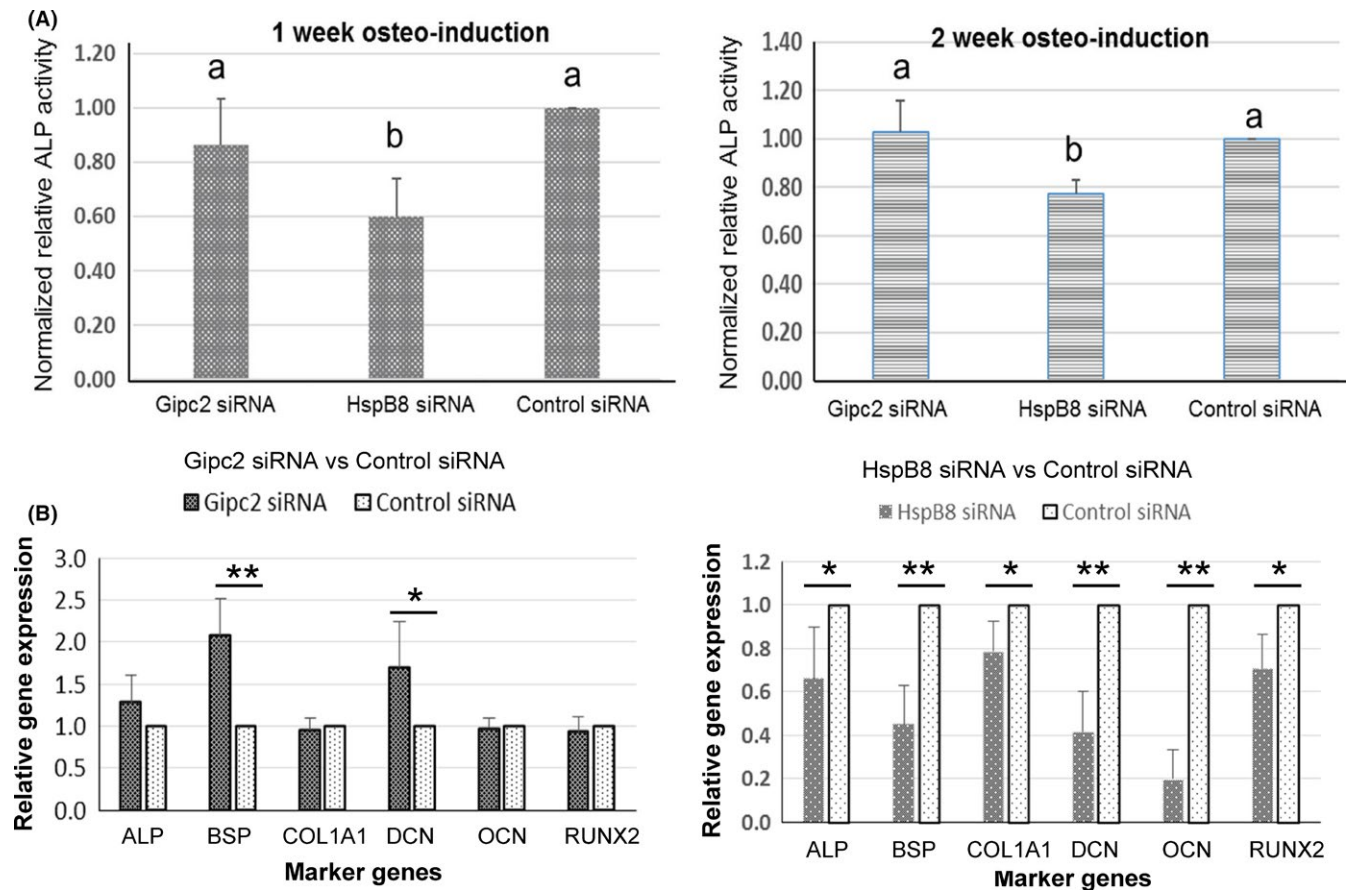 (A)
1 week osteo-induction
Normalized relative ALP activity
1.20
1.00
0.80
0.60
0.40
0.20
0.00
a
b
a
Gipc2 siRNA
HspB8 siRNA
Control siRNA
2 week osteo-induction
Normalized relative ALP activity
1.40
1.20
1.00
0.80
0.60
0.40
0.20
0.00
a
b
a
Gipc2 siRNA
HspB8 siRNA
Control siRNA
(B)
Gipc2 siRNA vs Control siRNA
Gipc2 siRNA
Control siRNA
Relative gene expression
3.0
2.5
2.0
1.5
1.0
0.5
0.0
**
*
ALP
BSP
COL1A1
DCN
OCN
RUNX2
Marker genes
HspB8 siRNA vs Control siRNA
HspB8 siRNA
Control siRNA
Relative gene expression
1.2
1.0
0.8
0.6
0.4
0.2
0.0
*
**
*
**
**
*
ALP
BSP
COL1A1
DCN
OCN
RUNX2
Marker genes